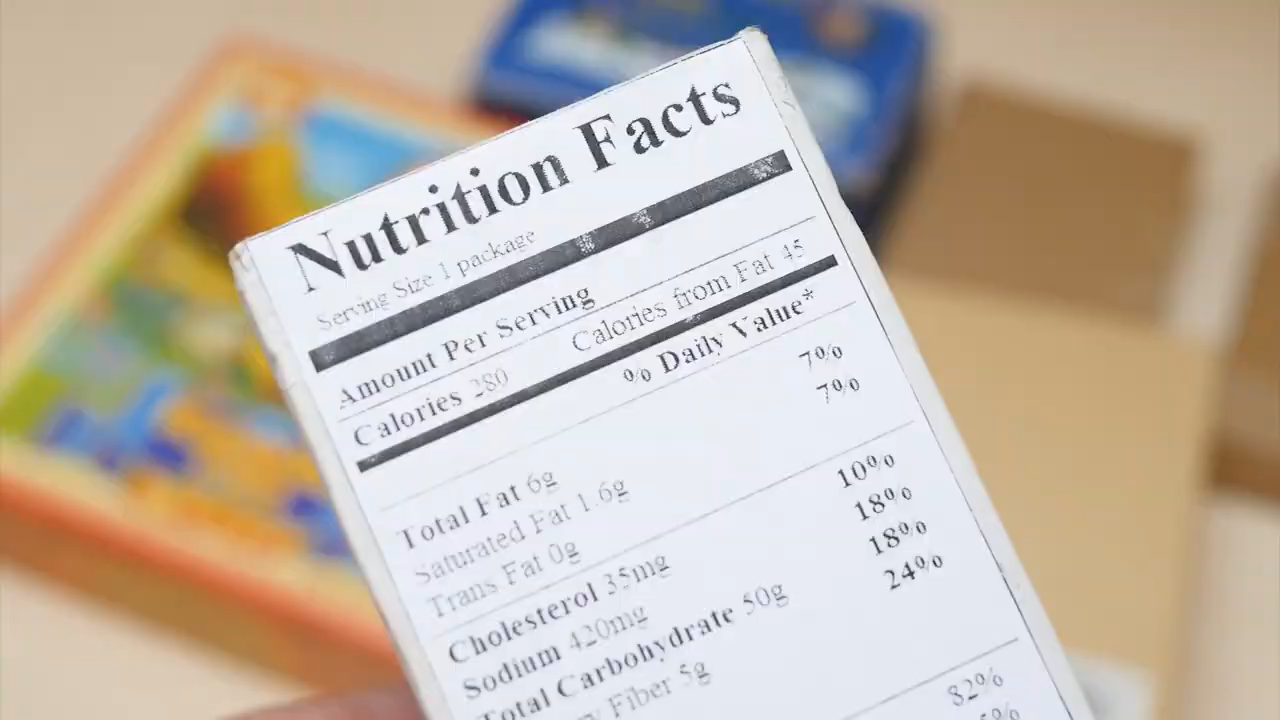 Nutrition Facts
Serving Size 1 package
Amount Per Serving
Calories 280 Calories from Fat 45
% Daily Value*
Total Fat 6g 7%
Saturated Fat 1.6g 7%
Trans Fat 0g
Cholesterol 35mg 10%
Sodium 420mg 18%
Total Carbohydrate 50g 18%
Fiber 5g 24%
82%